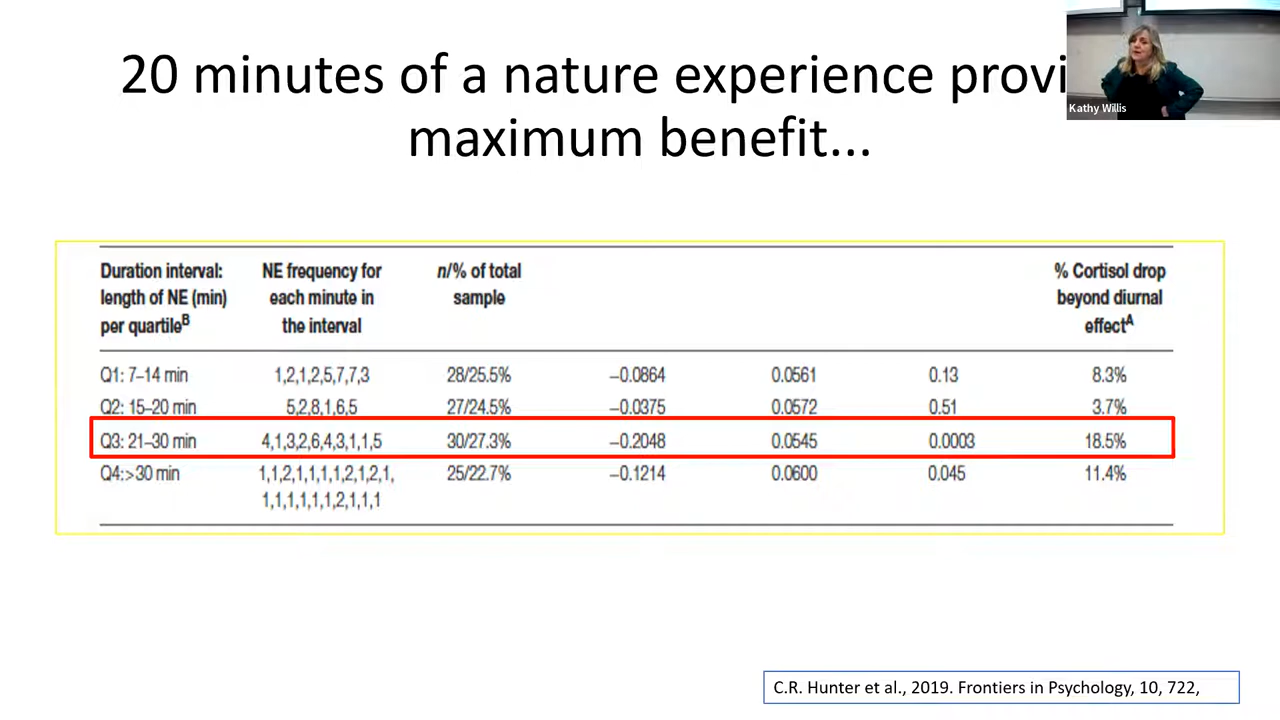 20 minutes of a nature experience provi
maximum benefit...
Kathy Willis
Duration interval: NE frequency for n/% of total % Cortisol drop
length of NE (min) each minute in sample beyond diurnal
per quartileB the interval effectA
Q1: 7–14 min 1,2,1,2,5,7,7,3 28/25.5% −0.0864 0.0561 0.13 8.3%
Q2: 15–20 min 5,2,8,1,6,5 27/24.5% −0.0375 0.0572 0.51 3.7%
Q3: 21–30 min 4,1,3,2,6,4,3,1,1,5 30/27.3% −0.2048 0.0545 0.0003 18.5%
Q4:>30 min 1,1,2,1,1,1,1,2,1,2,1, 25/22.7% −0.1214 0.0600 0.045 11.4%
1,1,1,1,1,1,2,1,1,1
C.R. Hunter et al., 2019. Frontiers in Psychology, 10, 722,